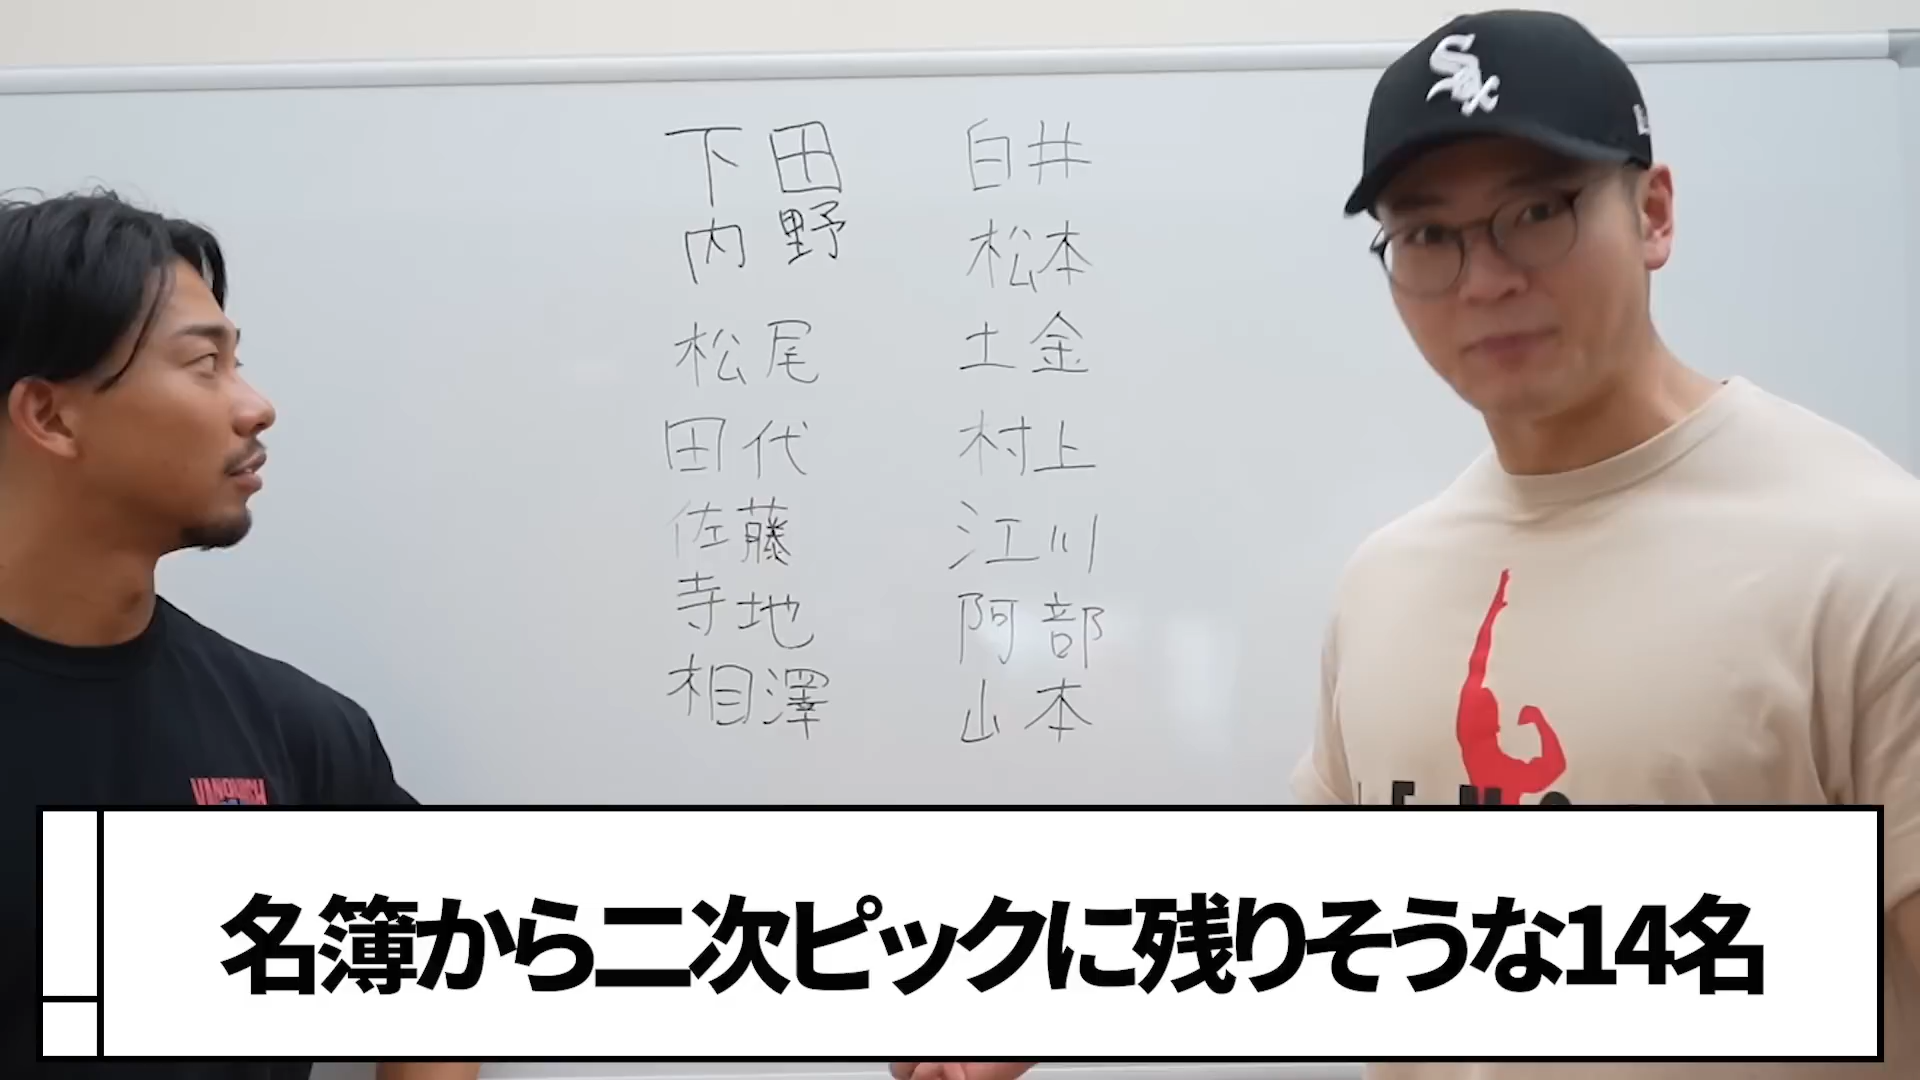 Sox
下田 白井
内野 松本
松尾 土金
田代 村上
佐藤 江川
寺地 阿部
相澤 山本
VANQUISH
名簿から二次ピックに残りそうな14名